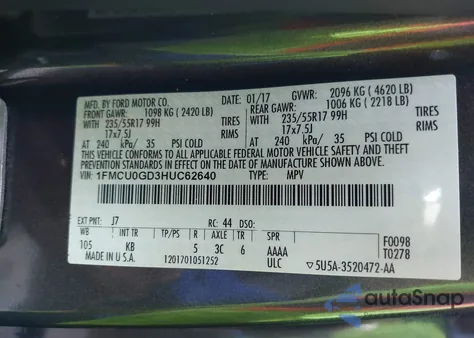 MFD. BY FORD MOTOR CO. 01/17 GVWR: 2096 KG ( 4620 LB)
FRONT GAWR: 1098 KG ( 2420 LB) REAR GAWR: 1006 KG ( 2218 LB)
WITH 235/55R17 99H WITH 235/55R17 99H
17x7.5J RIMS 17x7.5J RIMS
AT 240 kPa/ 35 PSI COLD AT 240 kPa/ 35 PSI COLD
THIS VEHICLE CONFORMS TO ALL APPLICABLE FEDERAL MOTOR VEHICLE SAFETY AND BUMPER STANDARDS AND THEFT
PREVENTION STANDARDS IN EFFECT ON THE DATE OF MANUFACTURE SHOWN ABOVE.
VIN: 1FMCU0GD3HUC62640 TYPE: MPV
EXT PNT: J7 RC: 44 DSO:
WB INT TR TP/PS R AXLE TR SPR
105 KB 5 3C 6 AAAA
MADE IN U.S.A. 1201701051252 ULC
F0098
T0278
▽5U5A-3520472-AA
autoSnap